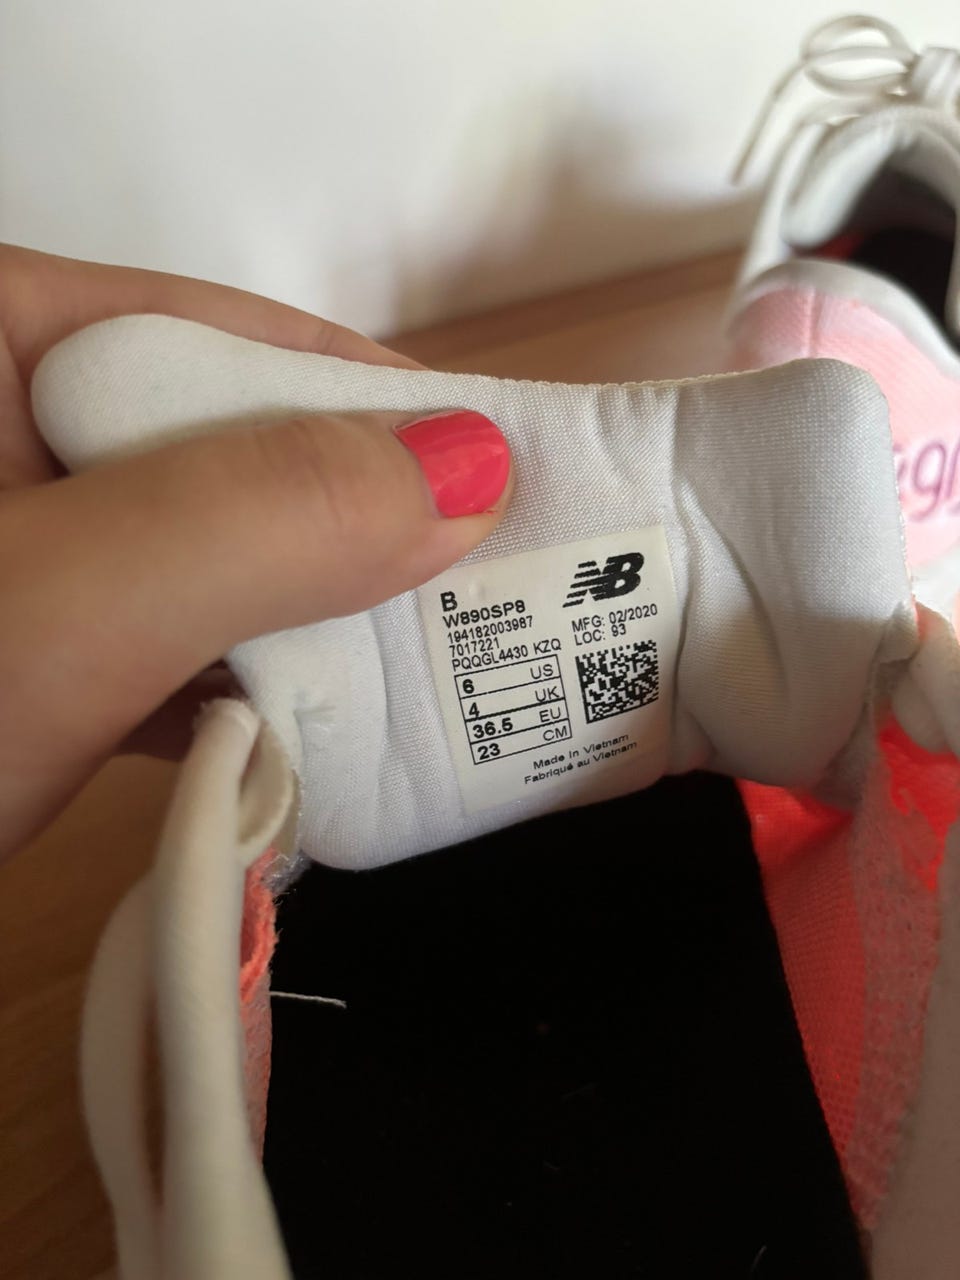 B
W890SP8
194182003987
7017221
PQQGL4430 KZQ
NB
MFG: 02/2020
LOC: 93
6 US
4 UK
36.5 EU
23 CM
Made in Vietnam
Fabriqué au Vietnam